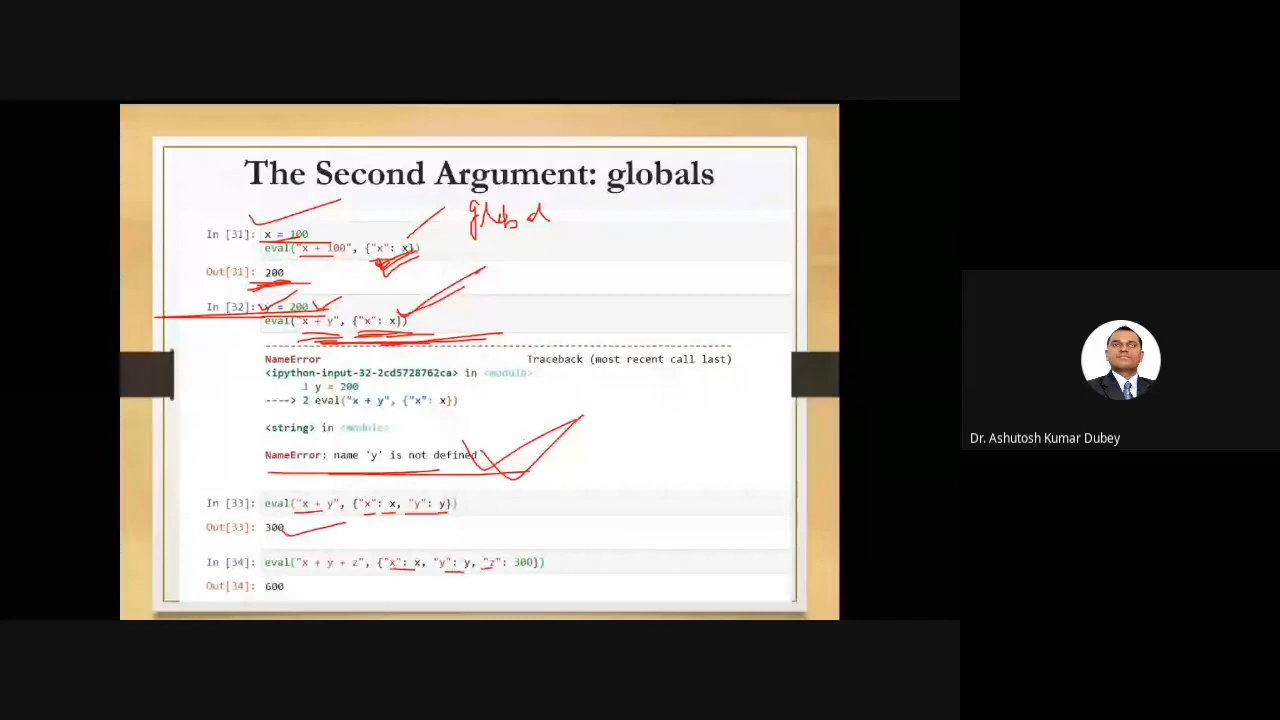 The Second Argument: globals
global
In [31]: x = 100
eval("x + 100", {"x": x})
Out[31]: 200
In [32]: y = 200
eval("x + y", {"x": x})
NameError Traceback (most recent call last)
<ipython-input-32-2cd5728762ca> in <module>
1 y = 200
----> 2 eval("x + y", {"x": x})
<string> in <module>
NameError: name 'y' is not defined
In [33]: eval("x + y", {"x": x, "y": y})
Out[33]: 300
In [34]: eval("x + y + z", {"x": x, "y": y, "z": 300})
Out[34]: 600
Dr. Ashutosh Kumar Dubey